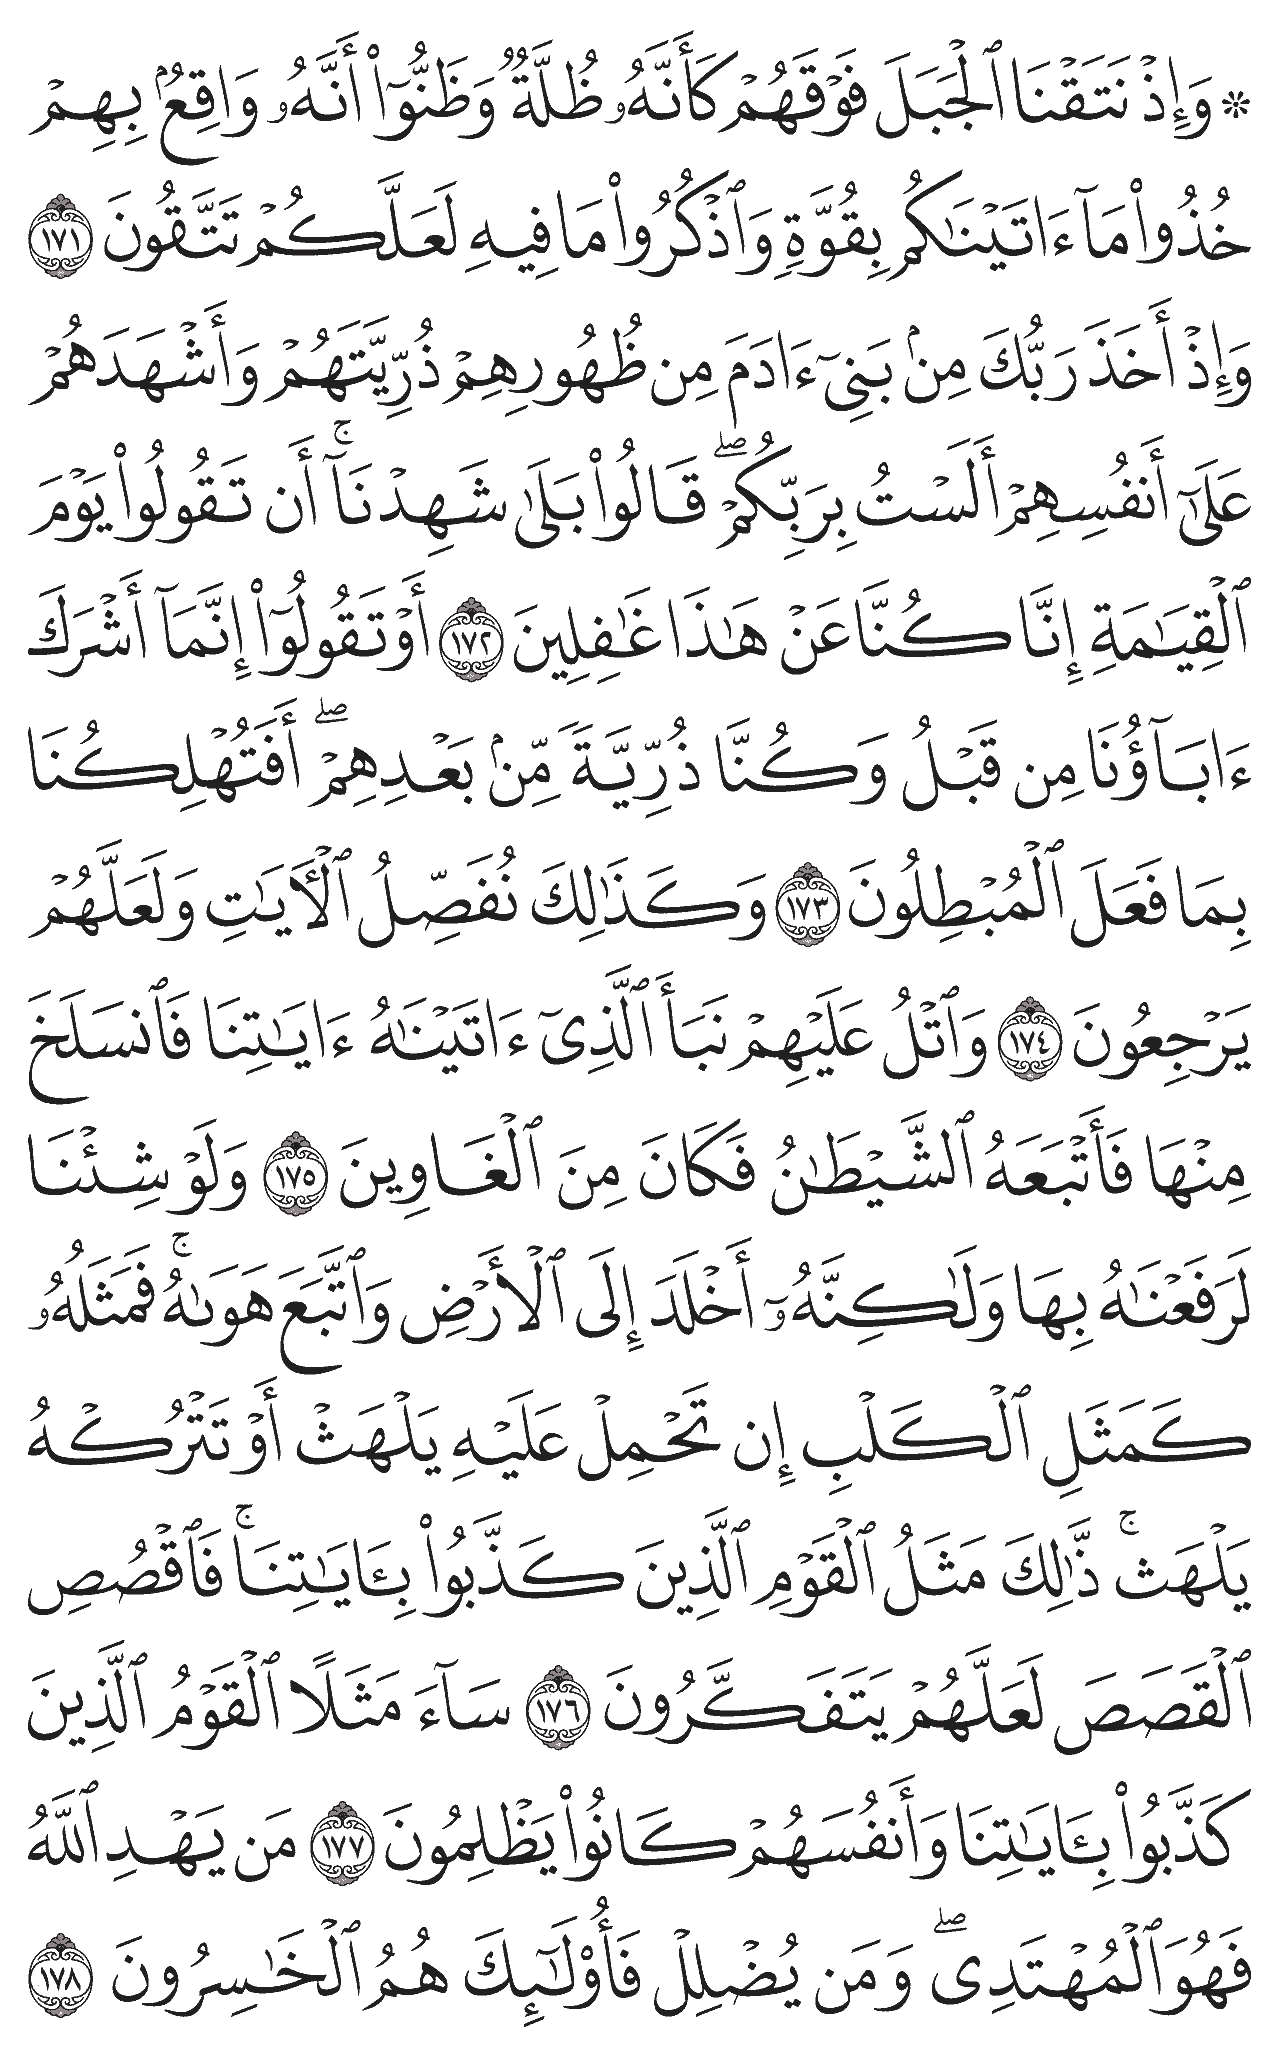 ۞ وَإِذۡ نَتَقۡنَا ٱلۡجَبَلَ فَوۡقَهُمۡ كَأَنَّهُۥ ظُلَّةٞ وَظَنُّوٓاْ أَنَّهُۥ وَاقِعُۢ بِهِمۡ
خُذُواْ مَآ ءَاتَيۡنَٰكُم بِقُوَّةٖ وَٱذۡكُرُواْ مَا فِيهِ لَعَلَّكُمۡ تَتَّقُونَ ١٧١
وَإِذۡ أَخَذَ رَبُّكَ مِنۢ بَنِيٓ ءَادَمَ مِن ظُهُورِهِمۡ ذُرِّيَّتَهُمۡ وَأَشۡهَدَهُمۡ
عَلَىٰٓ أَنفُسِهِمۡ أَلَسۡتُ بِرَبِّكُمۡۖ قَالُواْ بَلَىٰ شَهِدۡنَآۚ أَن تَقُولُواْ يَوۡمَ
ٱلۡقِيَٰمَةِ إِنَّا كُنَّا عَنۡ هَٰذَا غَٰفِلِينَ ١٧٢ أَوۡ تَقُولُوٓاْ إِنَّمَآ أَشۡرَكَ
ءَابَآؤُنَا مِن قَبۡلُ وَكُنَّا ذُرِّيَّةٗ مِّنۢ بَعۡدِهِمۡۖ أَفَتُهۡلِكُنَا
بِمَا فَعَلَ ٱلۡمُبۡطِلُونَ ١٧٣ وَكَذَٰلِكَ نُفَصِّلُ ٱلۡأٓيَٰتِ وَلَعَلَّهُمۡ
يَرۡجِعُونَ ١٧٤ وَٱتۡلُ عَلَيۡهِمۡ نَبَأَ ٱلَّذِيٓ ءَاتَيۡنَٰهُ ءَايَٰتِنَا فَٱنسَلَخَ
مِنۡهَا فَأَتۡبَعَهُ ٱلشَّيۡطَٰنُ فَكَانَ مِنَ ٱلۡغَاوِينَ ١٧٥ وَلَوۡ شِئۡنَا
لَرَفَعۡنَٰهُ بِهَا وَلَٰكِنَّهُۥٓ أَخۡلَدَ إِلَى ٱلۡأَرۡضِ وَٱتَّبَعَ هَوَىٰهُۚ فَمَثَلُهُۥ
كَمَثَلِ ٱلۡكَلۡبِ إِن تَحۡمِلۡ عَلَيۡهِ يَلۡهَثۡ أَوۡ تَتۡرُكۡهُ
يَلۡهَثۚ ذَّٰلِكَ مَثَلُ ٱلۡقَوۡمِ ٱلَّذِينَ كَذَّبُواْ بِـَٔايَٰتِنَاۚ فَٱقۡصُصِ
ٱلۡقَصَصَ لَعَلَّهُمۡ يَتَفَكَّرُونَ ١٧٦ سَآءَ مَثَلًا ٱلۡقَوۡمُ ٱلَّذِينَ
كَذَّبُواْ بِـَٔايَٰتِنَا وَأَنفُسَهُمۡ كَانُواْ يَظۡلِمُونَ ١٧٧ مَن يَهۡدِ ٱللَّهُ
فَهُوَ ٱلۡمُهۡتَدِيۖ وَمَن يُضۡلِلۡ فَأُوْلَٰٓئِكَ هُمُ ٱلۡخَٰسِرُونَ ١٧٨